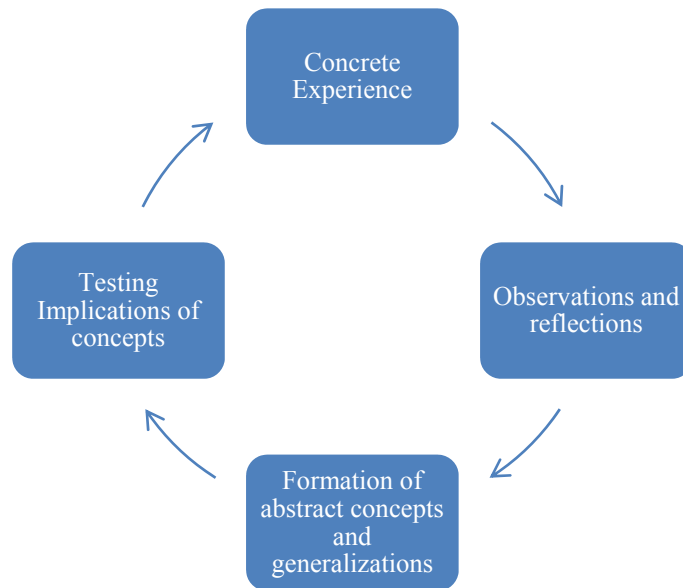 Concrete
Experience
Observations and
reflections
Formation of
abstract concepts
and
generalizations
Testing
Implications of
concepts